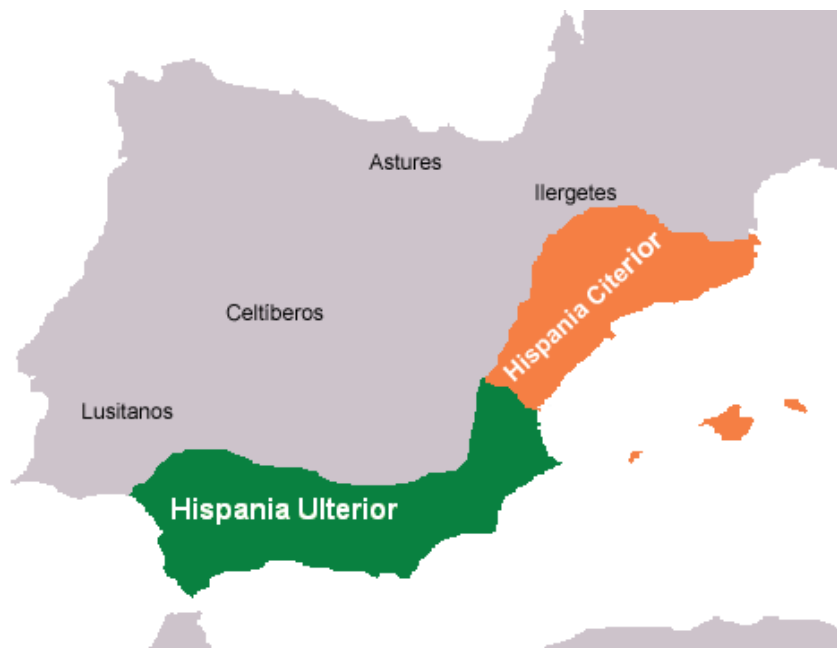 Astures
Ilergetes
Hispania Citerior
Celtíberos
Lusitanos
Hispania Ulterior